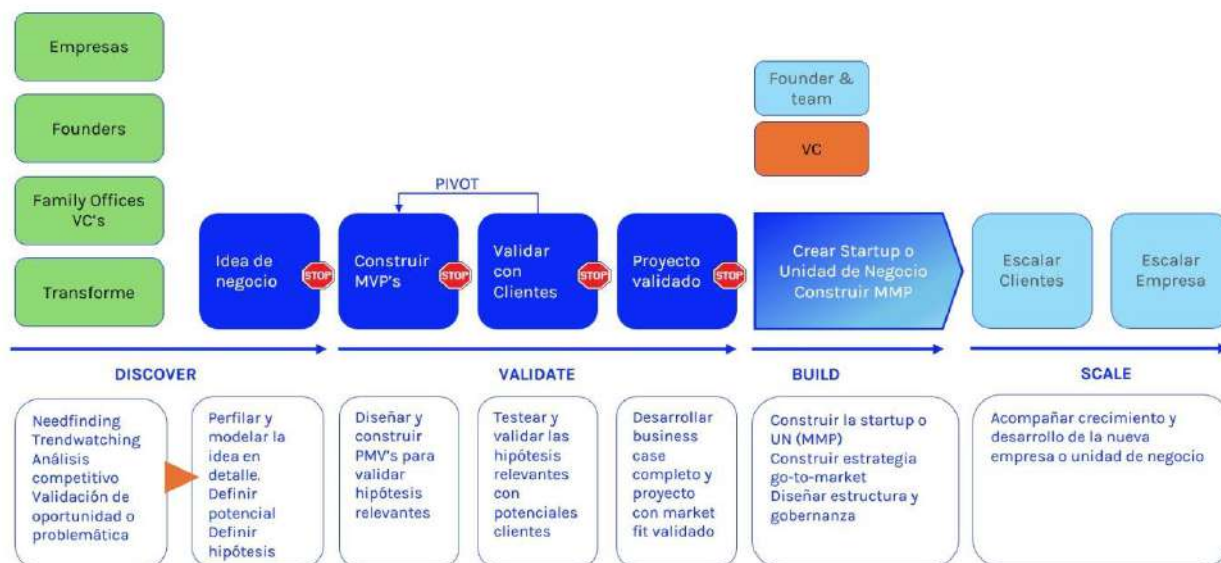 Empresas
Founders
Family Offices
VC's
Transforme
Founder &
team
VC
PIVOT
Idea de
negocio
STOP
Construir
MVP's
STOP
Validar
con
Clientes
STOP
Proyecto
validado
STOP
Crear Startup o
Unidad de Negocio
Construir MMP
Escalar
Clientes
Escalar
Empresa
DISCOVER
VALIDATE
BUILD
SCALE
Needfinding
Trendwatching
Análisis
competitivo
Validación de
oportunidad o
problemática
Perfilar y
modelar la
idea en
detalle.
Definir
potencial
Definir
hipótesis
Diseñar y
construir
PMV's para
validar
hipótesis
relevantes
Testear y
validar las
hipótesis
relevantes
con
potenciales
clientes
Desarrollar
business
case
completo y
proyecto
con market
fit validado
Construir la startup o
UN (MMP)
Construir estrategia
go-to-market
Diseñar estructura y
gobernanza
Acompañar crecimiento y
desarrollo de la nueva
empresa o unidad de negocio